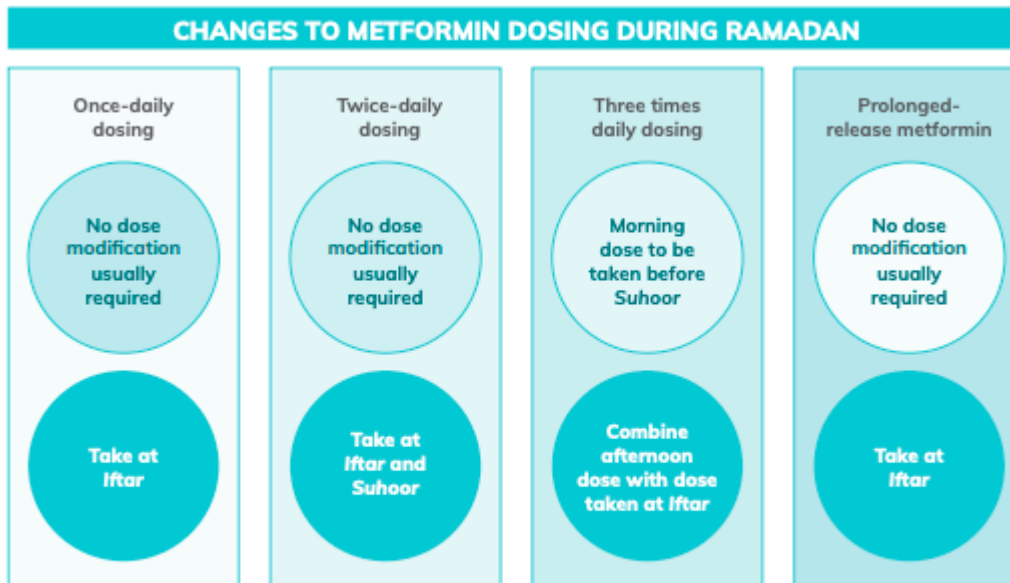 CHANGES TO METFORMIN DOSING DURING RAMADAN
Once-daily
dosing
No dose
modification
usually
required
Take at
Iftar
Twice-daily
dosing
No dose
modification
usually
required
Take at
Iftar and
Suhoor
Three times
daily dosing
Morning
dose to be
taken before
Suhoor
Combine
afternoon
dose with dose
taken at Iftar
Prolonged-
release metformin
No dose
modification
usually
required
Take at
Iftar